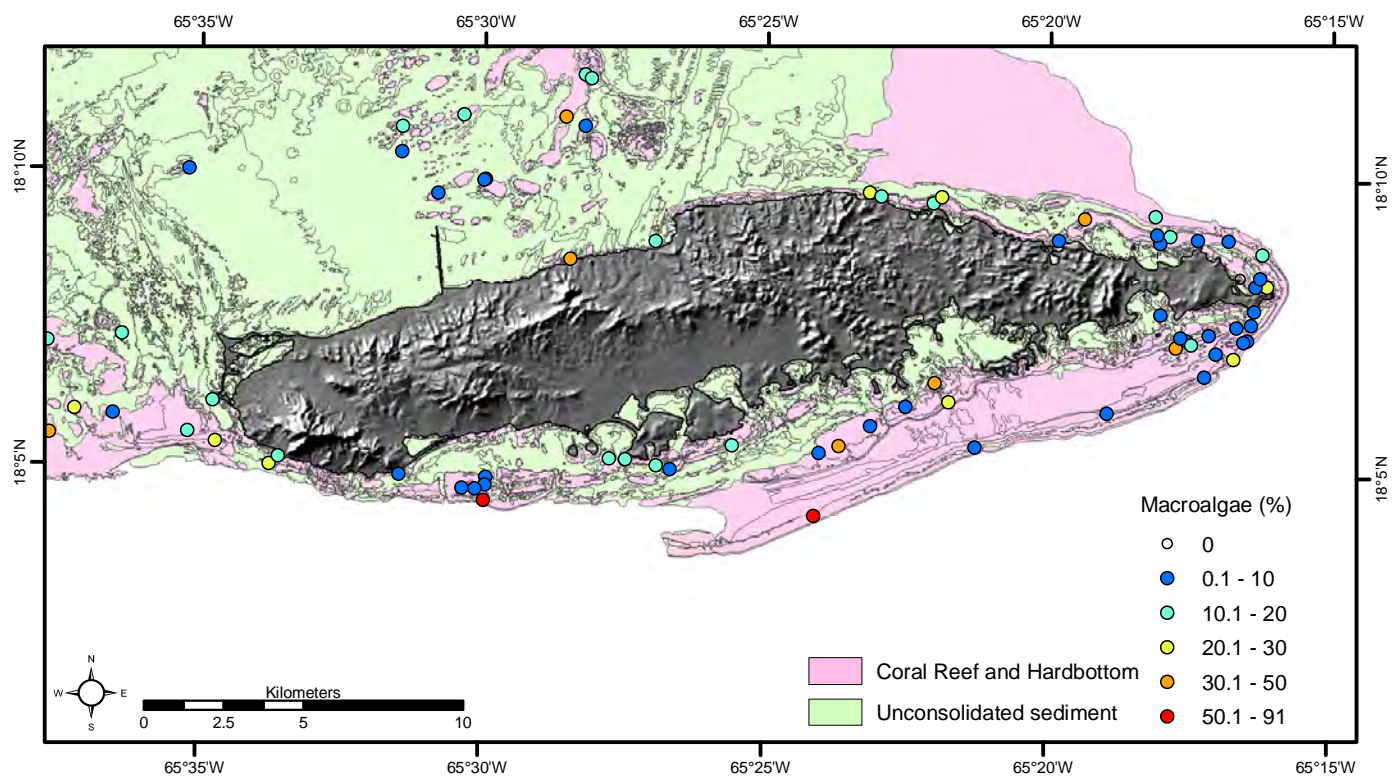 65°35'W 65°30'W 65°25'W 65°20'W 65°15'W
18°10'N 18°10'N
18°5'N 18°5'N
Macroalgae (%)
0
0.1 - 10
10.1 - 20
20.1 - 30
30.1 - 50
50.1 - 91
Coral Reef and Hardbottom
Unconsolidated sediment
N
W E
S
Kilometers
0 2.5 5 10
65°35'W 65°30'W 65°25'W 65°20'W 65°15'W